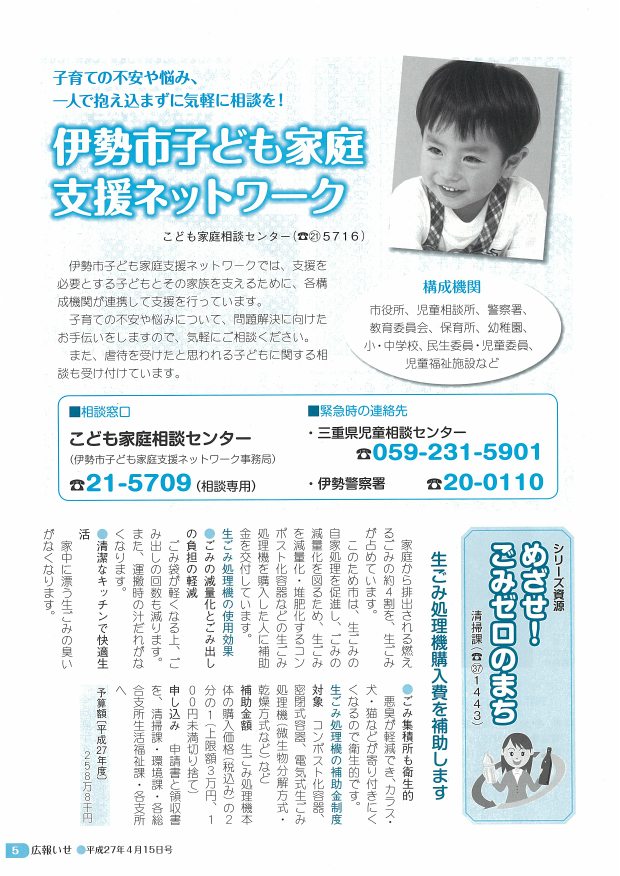 子育ての不安や悩み、
一人で抱え込まずに気軽に相談を!
伊勢市子ども家庭
支援ネットワーク
こども家庭相談センター(☎㉑5716)
伊勢市子ども家庭支援ネットワークでは、支援を
必要とする子どもとその家族を支えるために、各構
成機関が連携して支援を行っています。
子育ての不安や悩みについて、問題解決に向けた
お手伝いをしますので、気軽にご相談ください。
また、虐待を受けたと思われる子どもに関する相
談も受け付けています。
構成機関
市役所、児童相談所、警察署、
教育委員会、保育所、幼稚園、
小・中学校、民生委員・児童委員、
児童福祉施設など
■相談窓口
こども家庭相談センター
(伊勢市子ども家庭支援ネットワーク事務局)
☎21-5709(相談専用)
■緊急時の連絡先
・三重県児童相談センター
☎059-231-5901
・伊勢警察署 ☎20-0110
シリーズ資源
めざせ!
ごみゼロのまち
清掃課(☎㊲1443)
生ごみ処理機購入費を補助します
家庭から排出される燃え
るごみの約4割を、生ごみ
が占めています。
このため市は、生ごみの
自家処理を促進し、ごみの
減量化を図るため、生ごみ
を減量化・堆肥化するコン
ポスト化容器などの生ごみ
処理機を購入した人に補助
金を交付しています。
生ごみ処理機の使用効果
●ごみの減量化とごみ出し
の負担の軽減
ごみ袋が軽くなる上、ご
み出しの回数も減ります。
また、運搬時の汁だれがな
くなります。
●清潔なキッチンで快適生
活
家中に漂う生ごみの臭い
がなくなります。
●ごみ集積所も衛生的
悪臭が軽減でき、カラス・
犬・猫などが寄り付きにく
くなるので衛生的です。
生ごみ処理機の補助金制度
対象 コンポスト化容器、
密閉式容器、電気式生ごみ
処理機(微生物分解方式・
乾燥方式など)など
補助金額 生ごみ処理機本
体の購入価格(税込み)の2
分の1(上限額3万円、1
00円未満切り捨て)
申し込み 申請書と領収書
を、清掃課・環境課・各総
合支所生活福祉課・各支所
へ
予算額(平成27年度)
258万8千円
5 広報いせ ●平成27年4月15日号